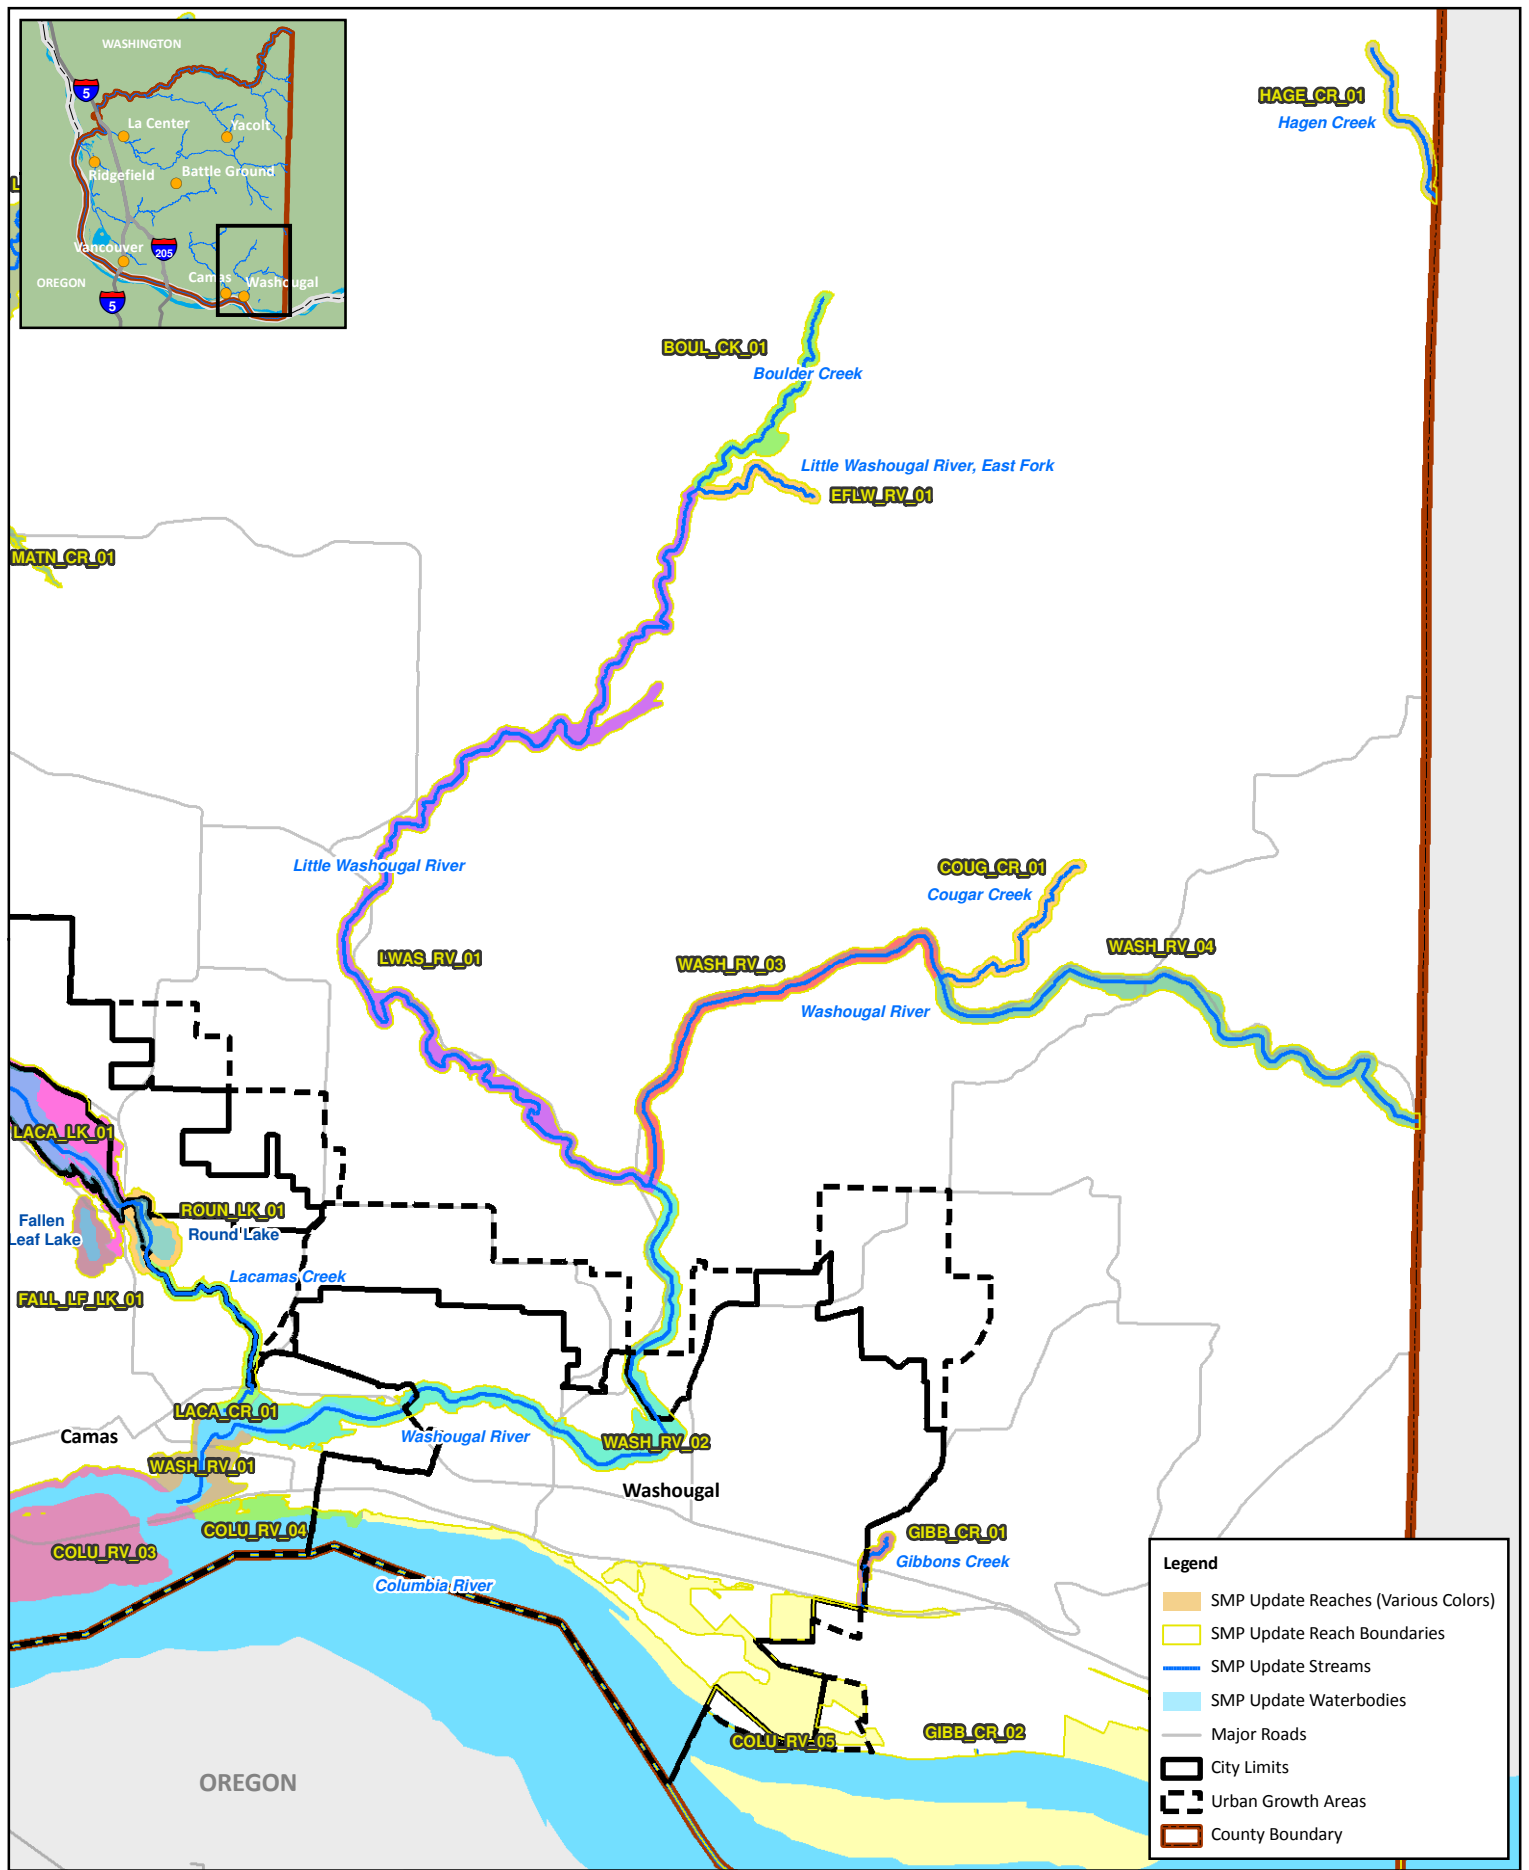 WASHINGTON
5
La Center
Yacolt
Ridgefield
Battle Ground
Vancouver
205
Camas
Washougal
OREGON
5
HAGE_CR_01
Hagen Creek
BOUL_CK_01
Boulder Creek
Little Washougal River, East Fork
EFLW_RV_01
MATN_CR_01
Little Washougal River
COUG_CR_01
Cougar Creek
LWAS_RV_01
WASH_RV_03
WASH_RV_04
Washougal River
LACA_LK_01
ROUN_LK_01
Round Lake
Fallen
Leaf Lake
Lacamas Creek
FALL_LF_LK_01
LACA_CR_01
Camas
Washougal River
WASH_RV_02
WASH_RV_01
Washougal
COLU_RV_04
COLU_RV_03
GIBB_CR_01
Gibbons Creek
Columbia River
COLU_RV_05
GIBB_CR_02
OREGON
Legend
SMP Update Reaches (Various Colors)
SMP Update Reach Boundaries
SMP Update Streams
SMP Update Waterbodies
Major Roads
City Limits
Urban Growth Areas
County Boundary